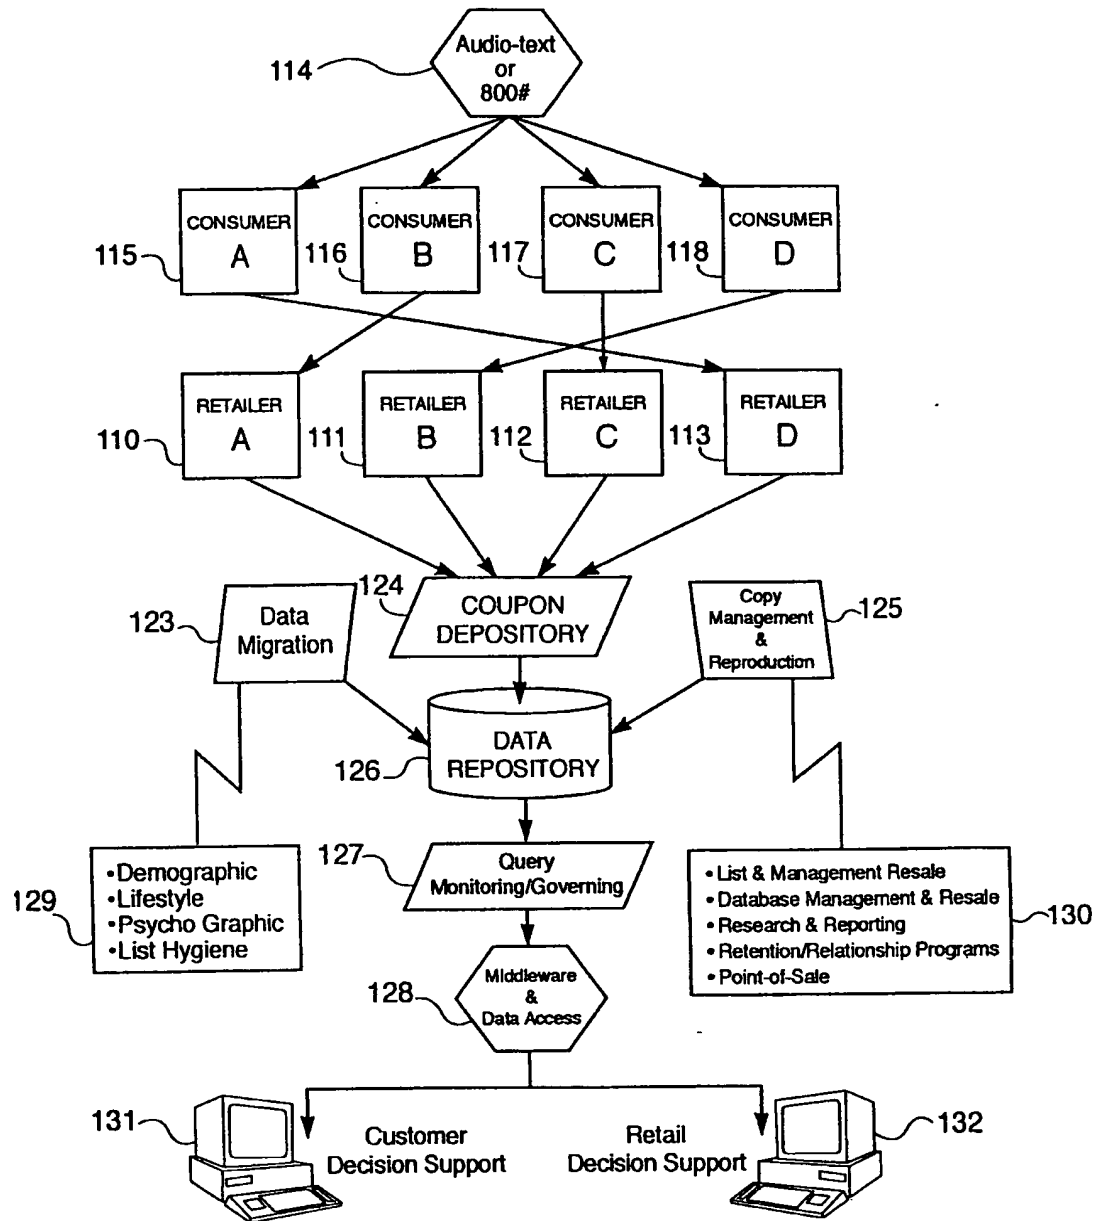 Audio-text
or
800#
114
CONSUMER
A
115
CONSUMER
B
116
CONSUMER
C
117
CONSUMER
D
118
RETAILER
A
110
RETAILER
B
111
RETAILER
C
112
RETAILER
D
113
124
COUPON
DEPOSITORY
123
Data
Migration
Copy
Management
&
Reproduction
125
DATA
REPOSITORY
126
127
Query
Monitoring/Governing
129
•Demographic
•Lifestyle
•Psycho Graphic
•List Hygiene
•List & Management Resale
•Database Management & Resale
•Research & Reporting
•Retention/Relationship Programs
•Point-of-Sale
130
128
Middleware
&
Data Access
131
Customer
Decision Support
Retail
Decision Support
132